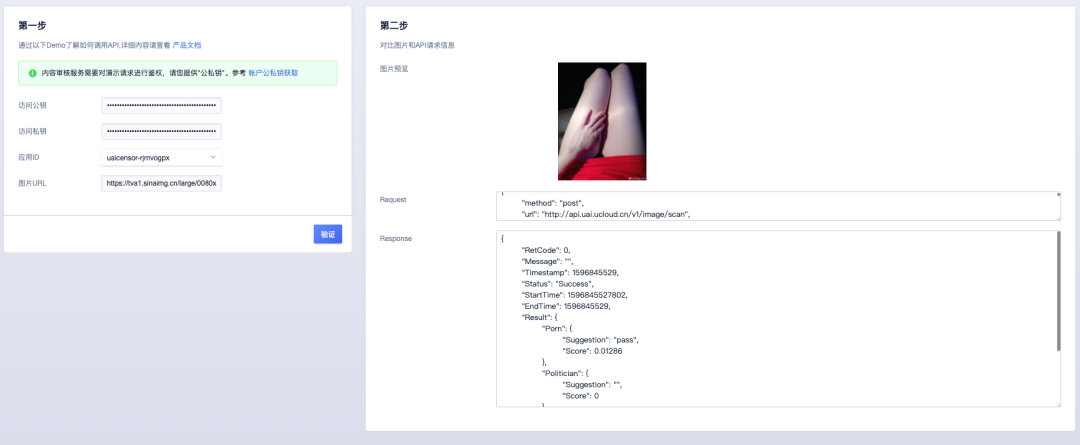 第一步
通过以下Demo了解如何调用API,详细内容请查看 产品文档
内容审核服务需要对演示请求进行鉴权，请您提供"公私钥"。参考 帐户公私钥获取
访问公钥
访问私钥
应用ID
uaicensor-rjmvogpx
图片URL
https://tva1.sinaimg.cn/large/0080x
验证
第二步
对比图片和API请求信息
图片预览
Request
"method": "post",
"url": "http://api.uai.ucloud.cn/v1/image/scan",
Response
{
"RetCode": 0,
"Message": "",
"Timestamp": 1596845529,
"Status": "Success",
"StartTime": 1596845527802,
"EndTime": 1596845529,
"Result": {
"Porn": {
"Suggestion": "pass",
"Score": 0.01286
},
"Politician": {
"Suggestion": "",
"Score": 0